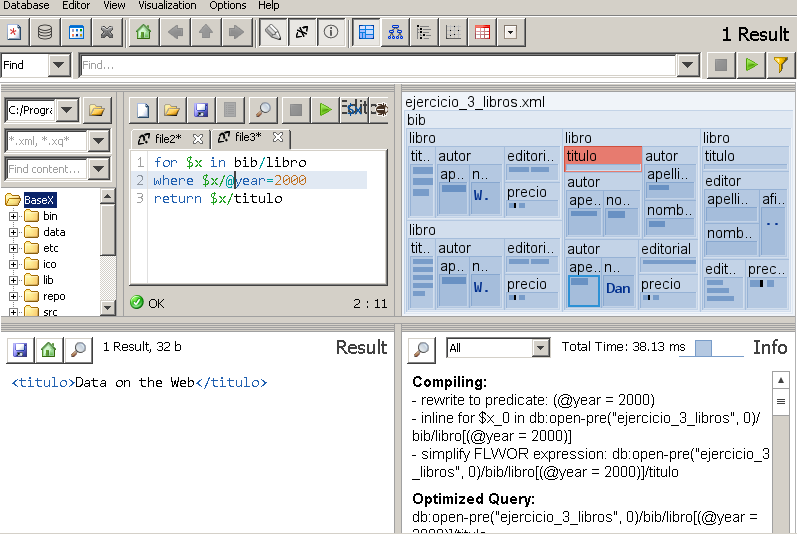 Database Editor View Visualization Options Help
1 Result
Find Find...
C:/Progra
*.xml, *.xq*
Find content...
BaseX
bin
data
etc
ico
lib
repo
src
file2* file3*
1 for $x in bib/libro
2 where $x/@year=2000
3 return $x/titulo
OK 2 : 11
ejercicio_3_libros.xml
bib
libro libro libro
tit.. autor editori.. titulo autor titulo
ap... n.. autor apelli... editor
W. precio ape.. n.. nomb... apelli... afi...
libro nomb... ..
tit.. autor editori... autor editorial
ap... n.. precio ape.. n.. precio edit... prec...
W. Dan
1 Result, 32 b Result
<titulo>Data on the Web</titulo>
All Total Time: 38.13 ms Info
Compiling:
- rewrite to predicate: (@year = 2000)
- inline for $x_0 in db:open-pre("ejercicio_3_libros", 0)/
bib/libro[(@year = 2000)]
- simplify FLWOR expression: db:open-pre("ejercicio_3
_libros", 0)/bib/libro[(@year = 2000)]/titulo
Optimized Query:
db:open-pre("ejercicio_3_libros", 0)/bib/libro[(@year =
2000)]/titulo